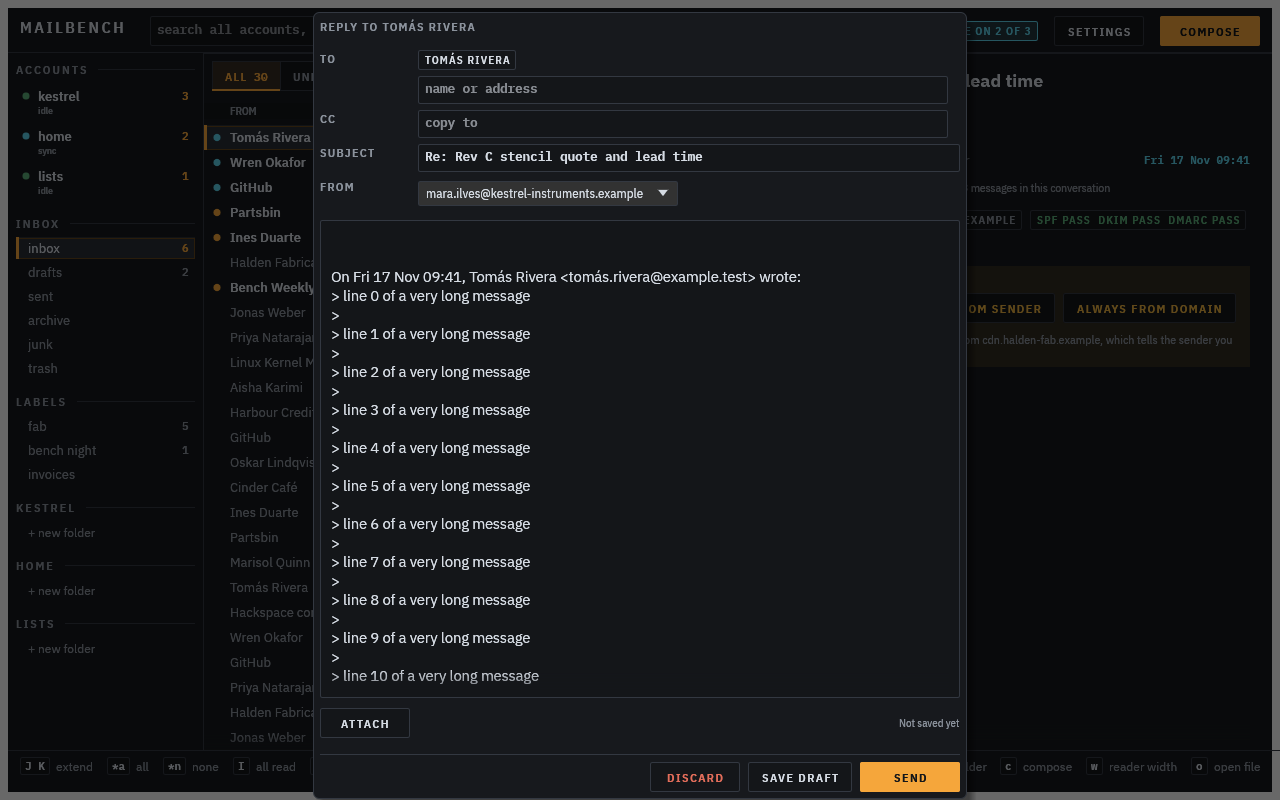 MAILBENCH
search all accounts,
E ON 2 OF 3
SETTINGS
COMPOSE
ACCOUNTS
kestrel 3
idle
home 2
sync
lists 1
idle
INBOX
inbox 6
drafts 2
sent
archive
junk
trash
LABELS
fab 5
bench night 1
invoices
KESTREL
+ new folder
HOME
+ new folder
LISTS
+ new folder
ALL 30
FROM
Tomás Rivera
Wren Okafor
GitHub
Partsbin
Ines Duarte
Halden Fabrica
Bench Weekly
Jonas Weber
Priya Nataraja
Linux Kernel M
Aisha Karimi
Harbour Credi
GitHub
Oskar Lindqvis
Cinder Café
Ines Duarte
Partsbin
Marisol Quinn
Tomás Rivera
Hackspace co
Wren Okafor
GitHub
Priya Nataraja
Halden Fabrica
Jonas Weber
REPLY TO TOMÁS RIVERA
TO TOMÁS RIVERA
name or address
CC copy to
SUBJECT Re: Rev C stencil quote and lead time
FROM mara.ilves@kestrel-instruments.example
On Fri 17 Nov 09:41, Tomás Rivera <tomás.rivera@example.test> wrote:
> line 0 of a very long message
>
> line 1 of a very long message
>
> line 2 of a very long message
>
> line 3 of a very long message
>
> line 4 of a very long message
>
> line 5 of a very long message
>
> line 6 of a very long message
>
> line 7 of a very long message
>
> line 8 of a very long message
>
> line 9 of a very long message
>
> line 10 of a very long message
ATTACH
Not saved yet
DISCARD
SAVE DRAFT
SEND
lead time
Fri 17 Nov 09:41
messages in this conversation
EXAMPLE
SPF PASS DKIM PASS DMARC PASS
OM SENDER
ALWAYS FROM DOMAIN
om cdn.halden-fab.example, which tells the sender you
J K extend *a all *n none I all read
lder c compose w reader width o open file